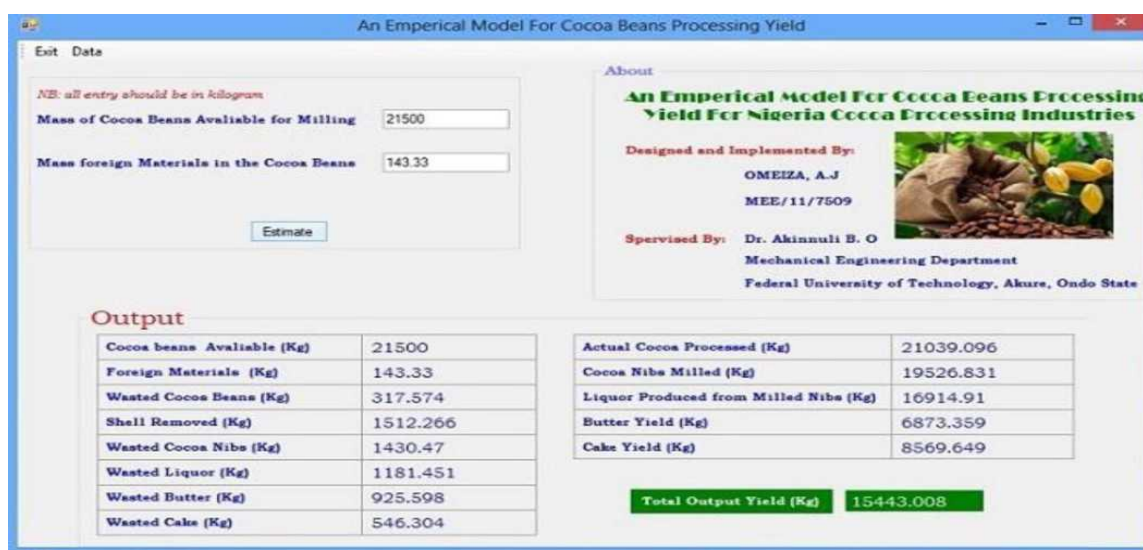 An Emperical Model For Cocoa Beans Processing Yield
Exit Data
NB: all entry should be in kilogram
Mass of Cocoa Beans Avaliable for Milling 21500
Mass foreign Materials in the Cocoa Beans 143.33
Estimate
About
An Emperical Model For Cocoa Beans Processing
Yield For Nigeria Cocoa Processing Industries
Designed and Implemented By:
OMEIZA, A.J
MEE/11/7509
Spervised By: Dr. Akinnuli B. O
Mechanical Engineering Department
Federal University of Technology, Akure, Ondo State
Output
Cocoa beans Avaliable (Kg) 21500
Foreign Materials (Kg) 143.33
Wasted Cocoa Beans (Kg) 317.574
Shell Removed (Kg) 1512.266
Wasted Cocoa Nibs (Kg) 1430.47
Wasted Liquor (Kg) 1181.451
Wasted Butter (Kg) 925.598
Wasted Cake (Kg) 546.304
Actual Cocoa Processed (Kg) 21039.096
Cocoa Nibs Milled (Kg) 19526.831
Liquor Produced from Milled Nibs (Kg) 16914.91
Butter Yield (Kg) 6873.359
Cake Yield (Kg) 8569.649
Total Output Yield (Kg) 15443.008